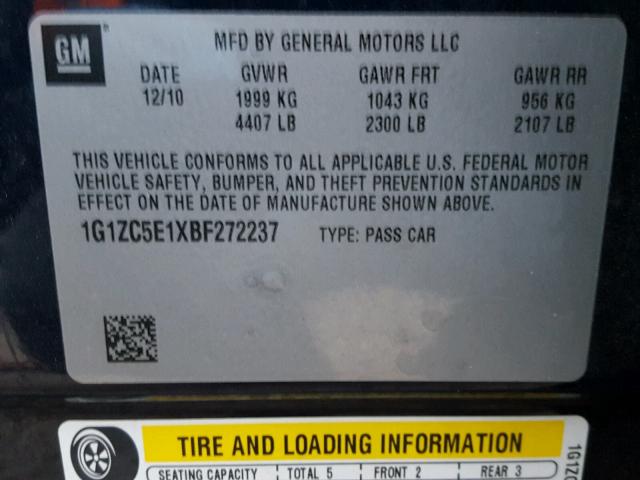 GM
MFD BY GENERAL MOTORS LLC
DATE GVWR GAWR FRT GAWR RR
12/10 1999 KG 1043 KG 956 KG
4407 LB 2300 LB 2107 LB
THIS VEHICLE CONFORMS TO ALL APPLICABLE U.S. FEDERAL MOTOR
VEHICLE SAFETY, BUMPER, AND THEFT PREVENTION STANDARDS IN
EFFECT ON THE DATE OF MANUFACTURE SHOWN ABOVE.
1G1ZC5E1XBF272237 TYPE: PASS CAR
TIRE AND LOADING INFORMATION
SEATING CAPACITY TOTAL 5 FRONT 2 REAR 3
1G1ZC